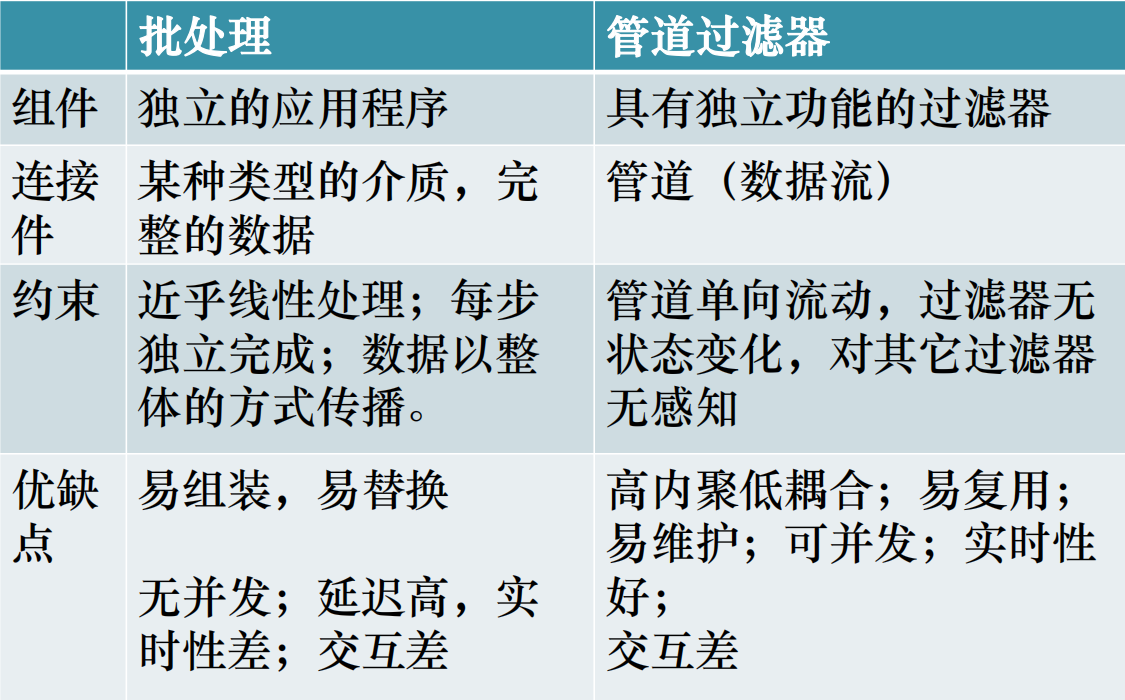 批处理
管道过滤器
组件
独立的应用程序
具有独立功能的过滤器
连接
件
某种类型的介质，完
整的数据
管道（数据流）
约束
近乎线性处理；每步
独立完成；数据以整
体的方式传播。
管道单向流动，过滤器无
状态变化，对其它过滤器
无感知
优缺
点
易组装，易替换
无并发；延迟高，实
时性差；交互差
高内聚低耦合；易复用；
易维护；可并发；实时性
好；
交互差